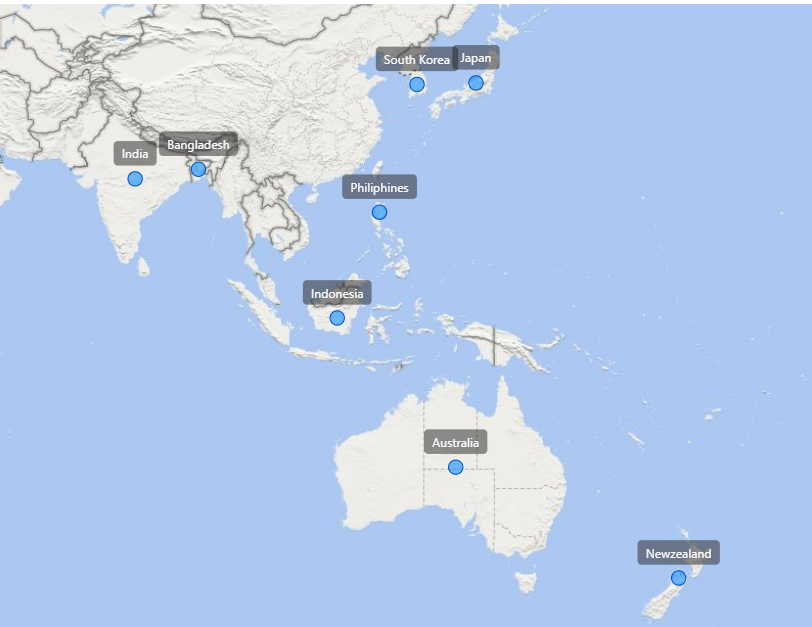 South Korea
Japan
Bangladesh
India
Philiphines
Indonesia
Australia
Newzealand